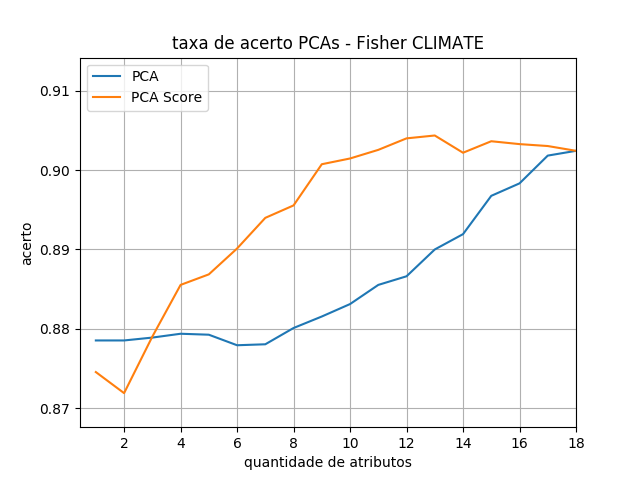 taxa de acerto PCAs - Fisher CLIMATE
PCA
PCA Score
0.91
0.90
0.89
0.88
0.87
acerto
2 4 6 8 10 12 14 16 18
quantidade de atributos